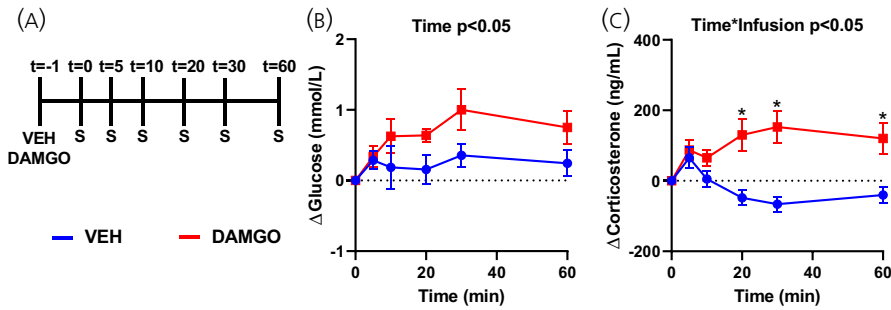 (A)
t=-1 t=0 t=5 t=10 t=20 t=30 t=60
VEH S S S S S S
DAMGO
VEH DAMGO
(B)
Time p<0.05
Δ Glucose (mmol/L)
2
1
0
-1
0 20 40 60
Time (min)
(C)
Time*Infusion p<0.05
Δ Corticosterone (ng/mL)
400
200
0
-200
* * *
0 20 40 60
Time (min)